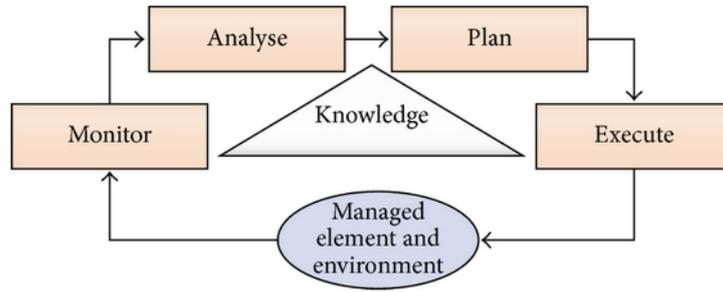 Analyse
Plan
Monitor
Knowledge
Execute
Managed
element and
environment